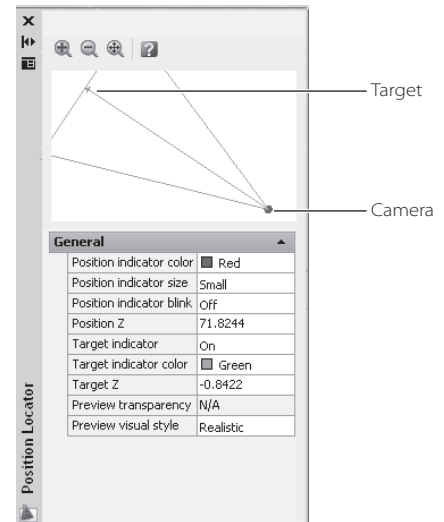 Target
Camera
General
Position indicator color Red
Position indicator size Small
Position indicator blink Off
Position Z 71.8244
Target indicator On
Target indicator color Green
Target Z -0.8422
Preview transparency N/A
Preview visual style Realistic
Position Locator